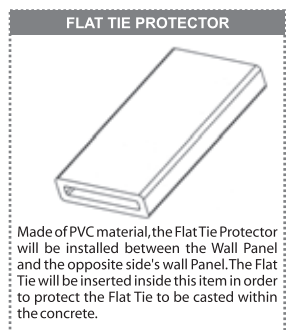 FLAT TIE PROTECTOR
Made of PVC material, the Flat Tie Protector
will be installed between the Wall Panel
and the opposite side's wall Panel. The Flat
Tie will be inserted inside this item in order
to protect the Flat Tie to be casted within
the concrete.